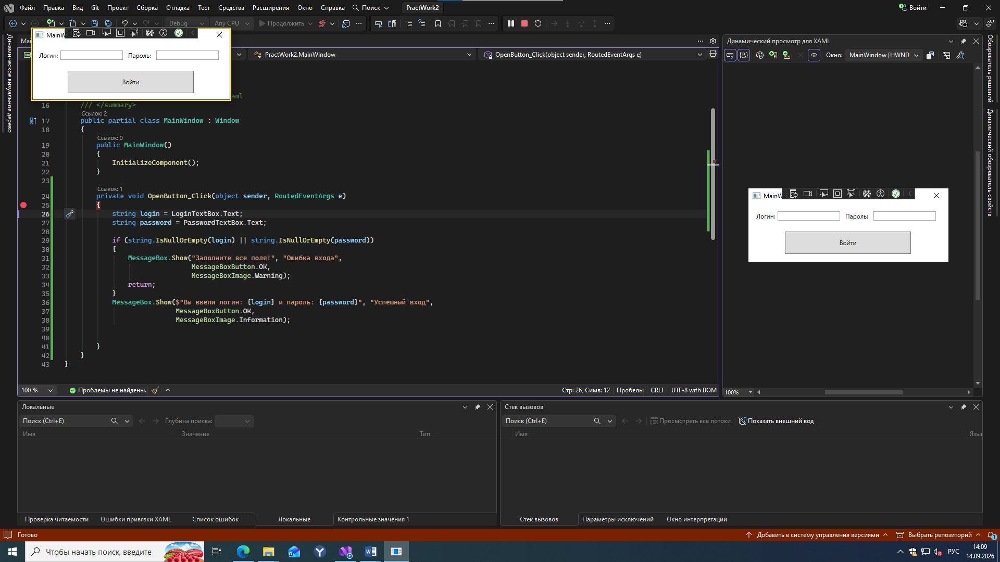 Файл Правка Вид Git Проект Сборка Отладка Тест Средства Расширения Окно Справка Поиск PractWork2 Войти
Debug Any CPU Продолжить
MainW
Логин: Пароль:
Войти
PractWork2.MainWindow OpenButton_Click(object sender, RoutedEventArgs e)
Динамическое визуальное дерево
aml
16 /// </summary>
Ссылок: 2
17 public partial class MainWindow : Window
18 {
Ссылок: 0
19 public MainWindow()
20 {
21 InitializeComponent();
22 }
23
Ссылок: 1
24 private void OpenButton_Click(object sender, RoutedEventArgs e)
25 {
26 string login = LoginTextBox.Text;
27 string password = PasswordTextBox.Text;
28
29 if (string.IsNullOrEmpty(login) || string.IsNullOrEmpty(password))
30 {
31 MessageBox.Show("Заполните все поля!", "Ошибка входа",
32 MessageBoxButton.OK,
33 MessageBoxImage.Warning);
34 return;
35 }
36 MessageBox.Show($"Вы ввели логин: {login} и пароль: {password}", "Успешный вход",
37 MessageBoxButton.OK,
38 MessageBoxImage.Information);
39
40
41 }
42 }
43 }
100 % Проблемы не найдены. Стр: 26, Симв: 12 Пробелы CRLF UTF-8 with BOM
Динамический просмотр для XAML
Окно: MainWindow [HWND
MainW
Логин: Пароль:
Войти
100%
Обозреватель решений
Динамический обозреватель свойств
Локальные
Поиск (Ctrl+E) Глубина поиска:
Имя Значение Тип
Проверка читаемости Ошибки привязки XAML Список ошибок Локальные Контрольные значения 1
Стек вызовов
Поиск (Ctrl+E) Просмотреть все потоки Показать внешний код
Имя Язык
Стек вызовов Параметры исключений Окно интерпретации
Готово Добавить в систему управления версиями Выбрать репозиторий 1
Чтобы начать поиск, введите РУС 14:09
14.09.2026